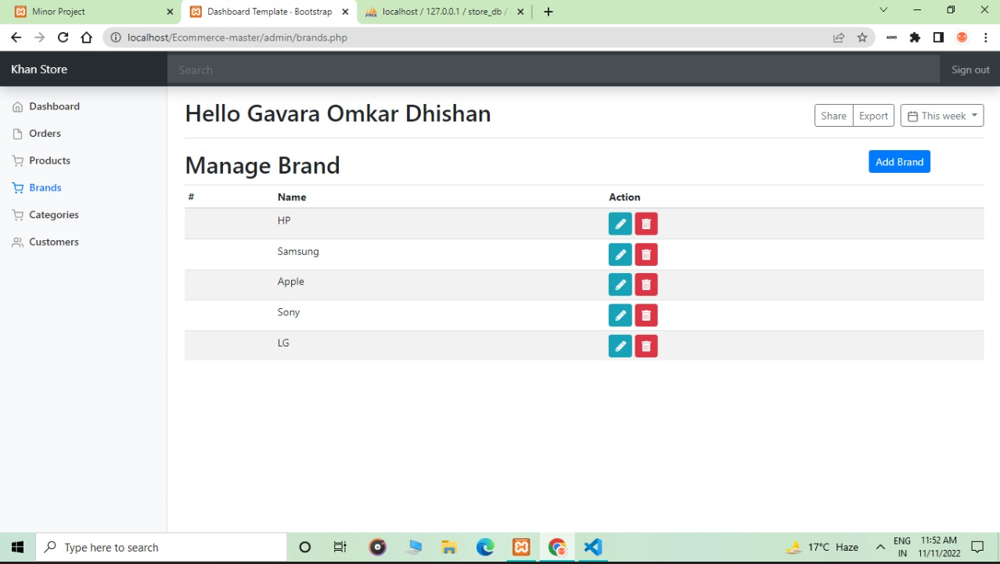 Minor Project
Dashboard Template · Bootstrap
localhost / 127.0.0.1 / store_db /
localhost/Ecommerce-master/admin/brands.php
Khan Store
Search
Sign out
Dashboard
Orders
Products
Brands
Categories
Customers
Hello Gavara Omkar Dhishan
Share
Export
This week
Manage Brand
Add Brand
# Name Action
HP
Samsung
Apple
Sony
LG
Type here to search
17°C Haze
ENG
IN
11:52 AM
11/11/2022